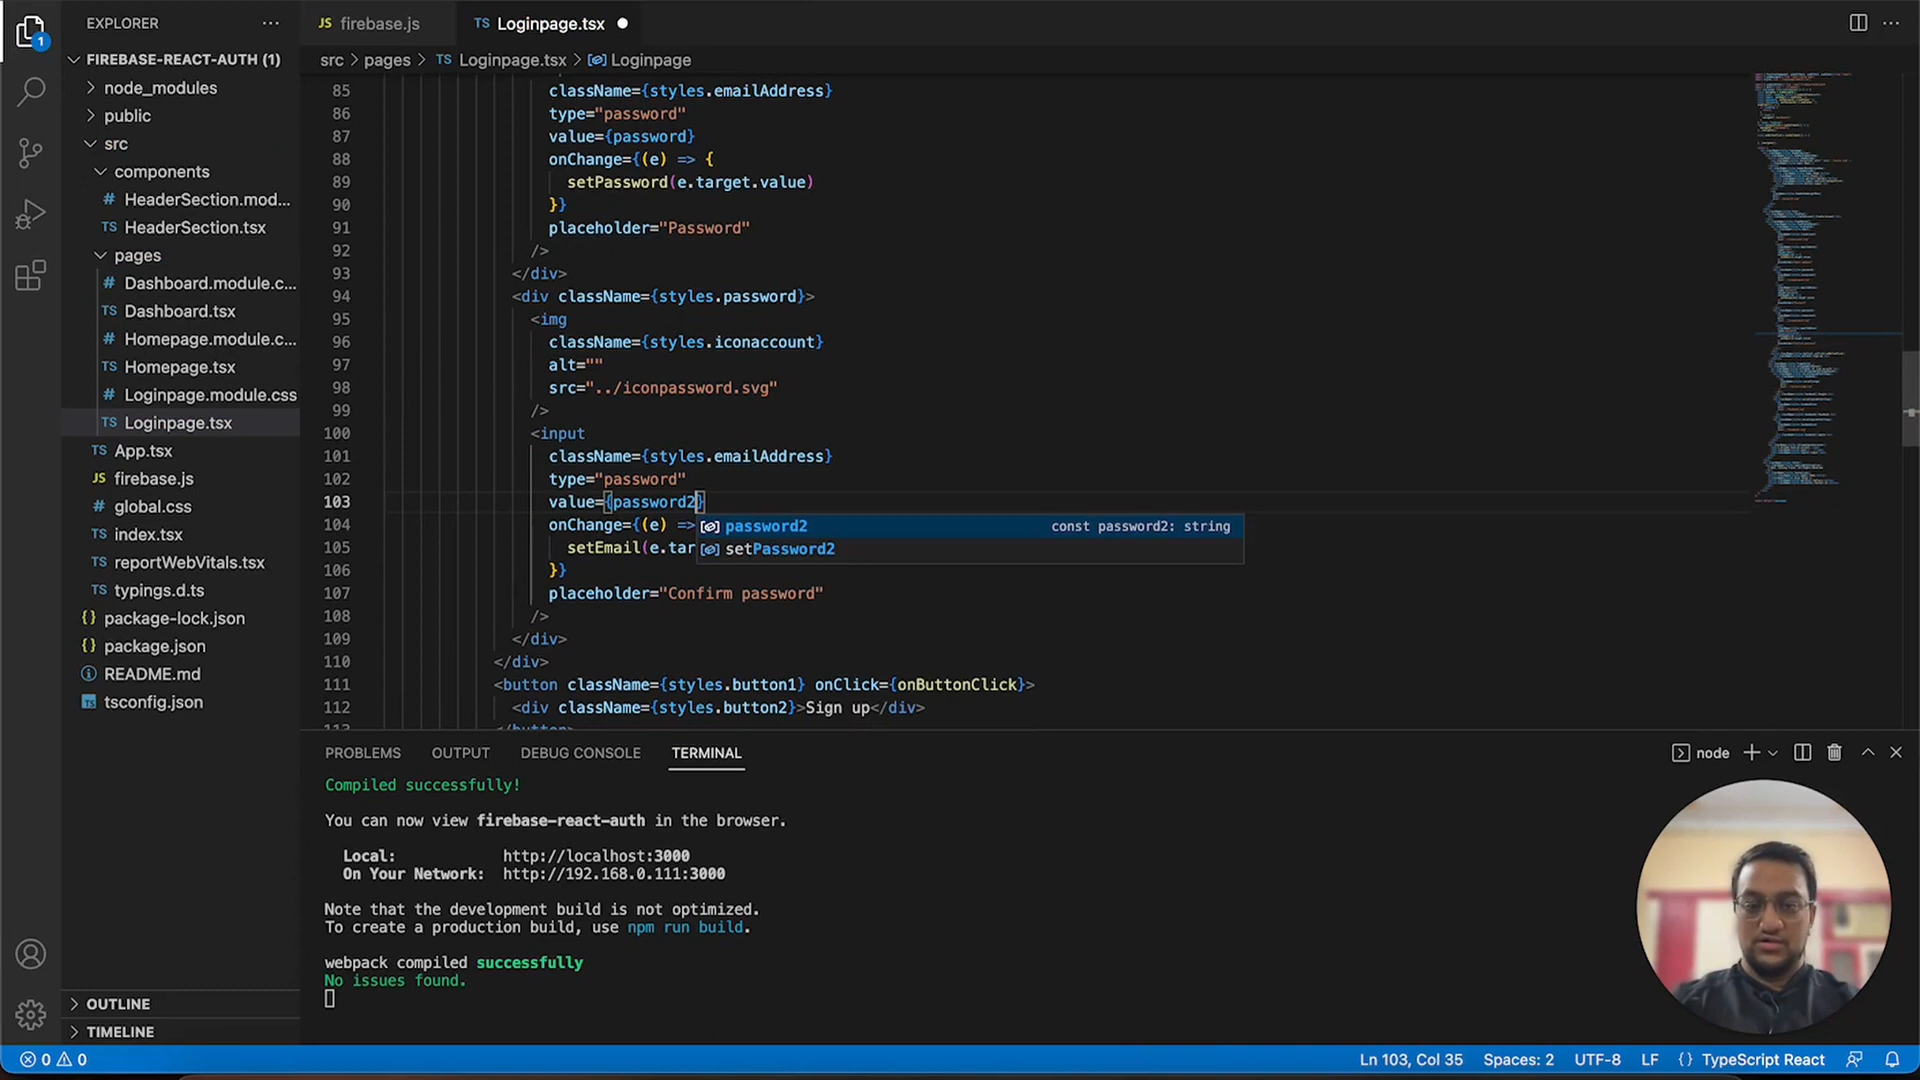 EXPLORER
FIREBASE-REACT-AUTH (1)
node_modules
public
src
components
HeaderSection.mod...
HeaderSection.tsx
pages
Dashboard.module.c...
Dashboard.tsx
Homepage.module.c...
Homepage.tsx
Loginpage.module.css
Loginpage.tsx
App.tsx
firebase.js
global.css
index.tsx
reportWebVitals.tsx
typings.d.ts
package-lock.json
package.json
README.md
tsconfig.json
OUTLINE
TIMELINE
JS firebase.js
TS Loginpage.tsx
src > pages > TS Loginpage.tsx > Loginpage
85 className={styles.emailAddress}
86 type="password"
87 value={password}
88 onChange={(e) => {
89 setPassword(e.target.value)
90 }}
91 placeholder="Password"
92 />
93 </div>
94 <div className={styles.password}>
95 <img
96 className={styles.iconaccount}
97 alt=""
98 src="../iconpassword.svg"
99 />
100 <input
101 className={styles.emailAddress}
102 type="password"
103 value={password2}
104 onChange={(e) =>
password2 const password2: string
105 setEmail(e.tar
setPassword2
106 }}
107 placeholder="Confirm password"
108 />
109 </div>
110 </div>
111 <button className={styles.button1} onClick={onButtonClick}>
112 <div className={styles.button2}>Sign up</div>
113 </button>
PROBLEMS OUTPUT DEBUG CONSOLE TERMINAL
node
Compiled successfully!
You can now view firebase-react-auth in the browser.
Local: http://localhost:3000
On Your Network: http://192.168.0.111:3000
Note that the development build is not optimized.
To create a production build, use npm run build.
webpack compiled successfully
No issues found.
0 0
Ln 103, Col 35 Spaces: 2 UTF-8 LF {} TypeScript React